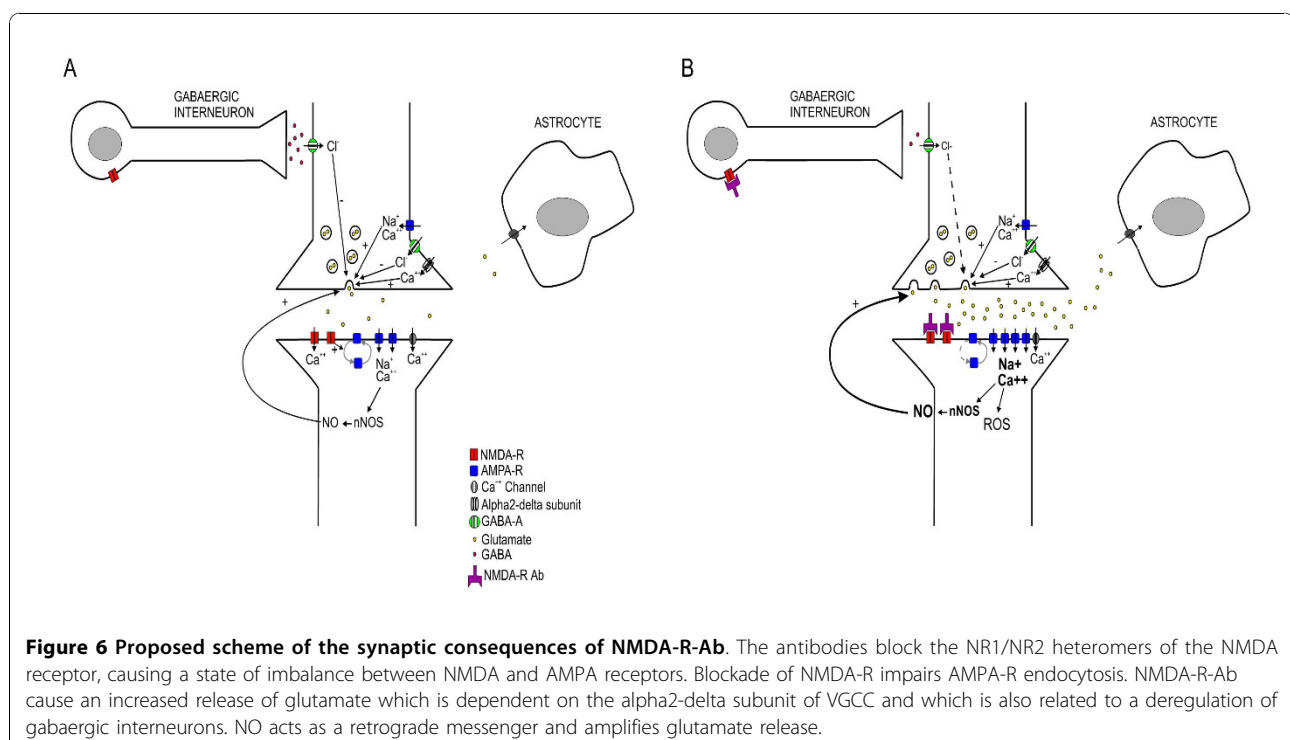 A
GABAERGIC
INTERNEURON
Cl-
-
Na+
Ca++
+
Cl-
-
Ca++
+
ASTROCYTE
+
Ca++
+
Na+
Ca++
Ca++
NO
nNOS
NMDA-R
AMPA-R
Ca++ Channel
Alpha2-delta subunit
GABA-A
Glutamate
GABA
NMDA-R Ab
B
GABAERGIC
INTERNEURON
Cl-
Na+
Ca++
+
Cl-
-
Ca++
+
ASTROCYTE
+
Ca++
Na+
Ca++
NO
nNOS
ROS
Figure 6 Proposed scheme of the synaptic consequences of NMDA-R-Ab. The antibodies block the NR1/NR2 heteromers of the NMDA
receptor, causing a state of imbalance between NMDA and AMPA receptors. Blockade of NMDA-R impairs AMPA-R endocytosis. NMDA-R-Ab
cause an increased release of glutamate which is dependent on the alpha2-delta subunit of VGCC and which is also related to a deregulation of
gabaergic interneurons. NO acts as a retrograde messenger and amplifies glutamate release.